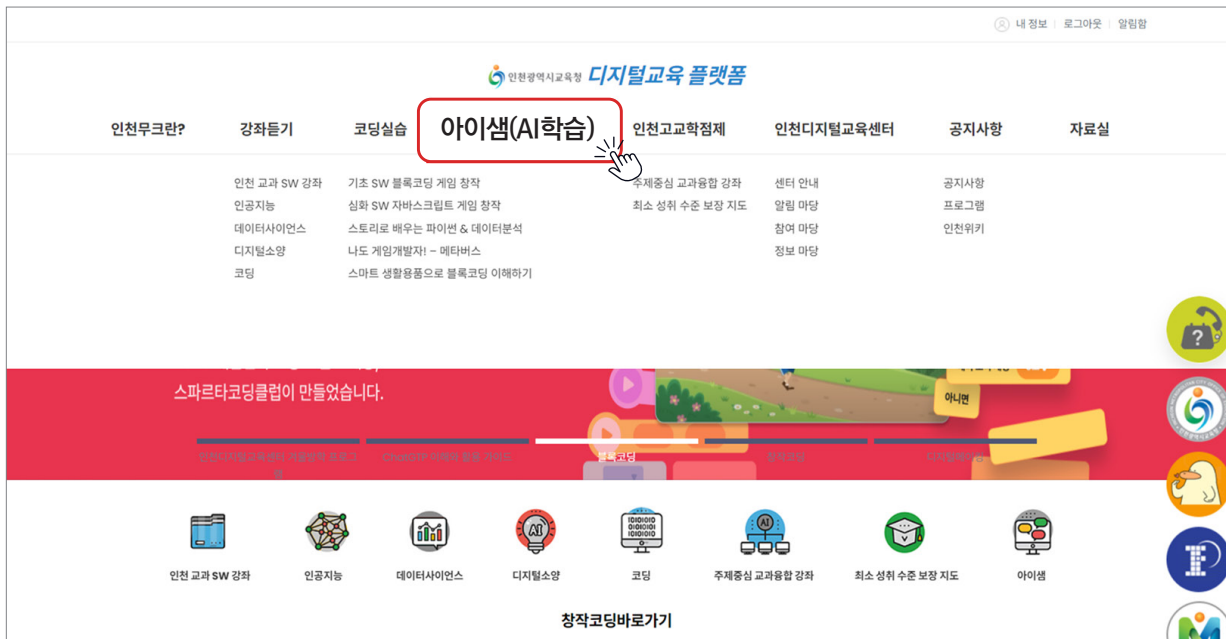 내 정보 로그아웃 알림함
인천광역시교육청 디지털교육 플랫폼
인천무크란? 강좌듣기 코딩실습 아이샘(AI학습) 인천고교학점제 인천디지털교육센터 공지사항 자료실
인천 교과 SW 강좌 기초 SW 블록코딩 게임 창작 주제중심 교과융합 강좌 센터 안내 공지사항
인공지능 심화 SW 자바스크립트 게임 창작 최소 성취 수준 보장 지도 알림 마당 프로그램
데이터사이언스 스토리로 배우는 파이썬 & 데이터분석 참여 마당 인천위키
디지털소양 나도 게임개발자! – 메타버스 정보 마당
코딩 스마트 생활용품으로 블록코딩 이해하기
스파르타코딩클럽이 만들었습니다.
아니면
블록코딩
인천 교과 SW 강좌 인공지능 데이터사이언스 디지털소양 코딩 주제중심 교과융합 강좌 최소 성취 수준 보장 지도 아이샘
창작코딩바로가기